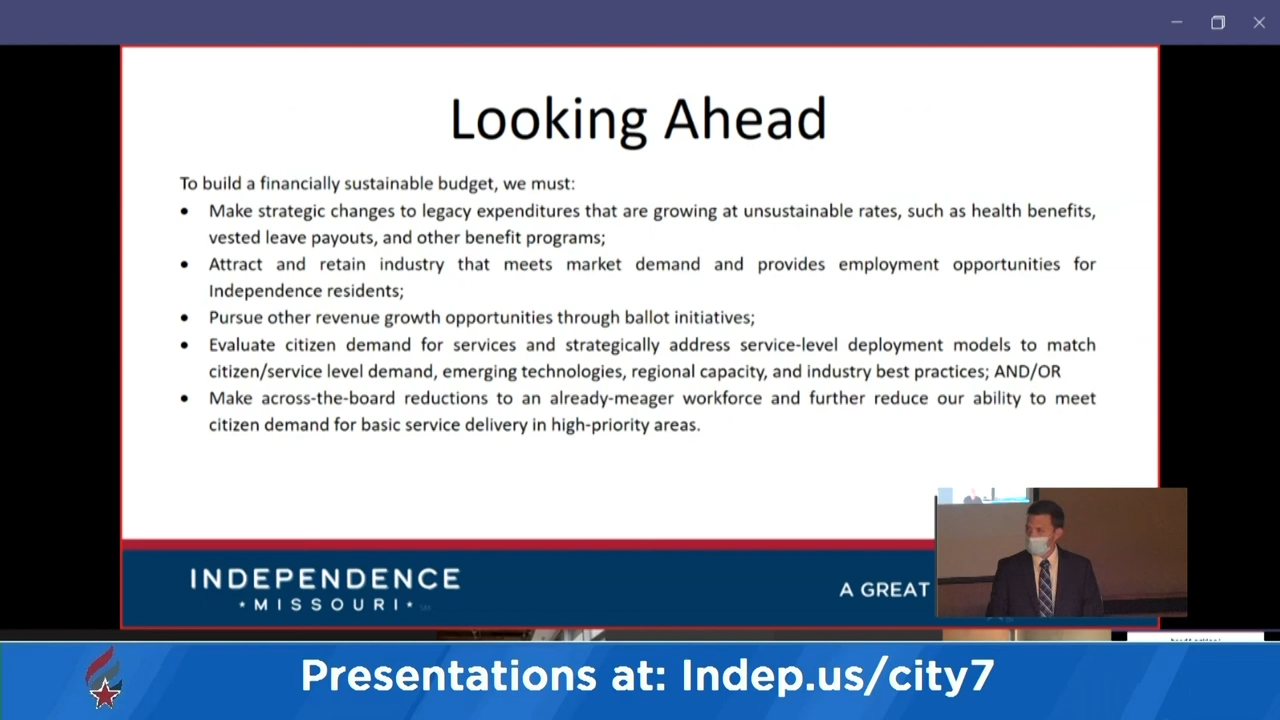 Looking Ahead
To build a financially sustainable budget, we must:
• Make strategic changes to legacy expenditures that are growing at unsustainable rates, such as health benefits,
vested leave payouts, and other benefit programs;
• Attract and retain industry that meets market demand and provides employment opportunities for
Independence residents;
• Pursue other revenue growth opportunities through ballot initiatives;
• Evaluate citizen demand for services and strategically address service-level deployment models to match
citizen/service level demand, emerging technologies, regional capacity, and industry best practices; AND/OR
• Make across-the-board reductions to an already-meager workforce and further reduce our ability to meet
citizen demand for basic service delivery in high-priority areas.
INDEPENDENCE
★ MISSOURI ★
A GREAT
Presentations at: Indep.us/city7